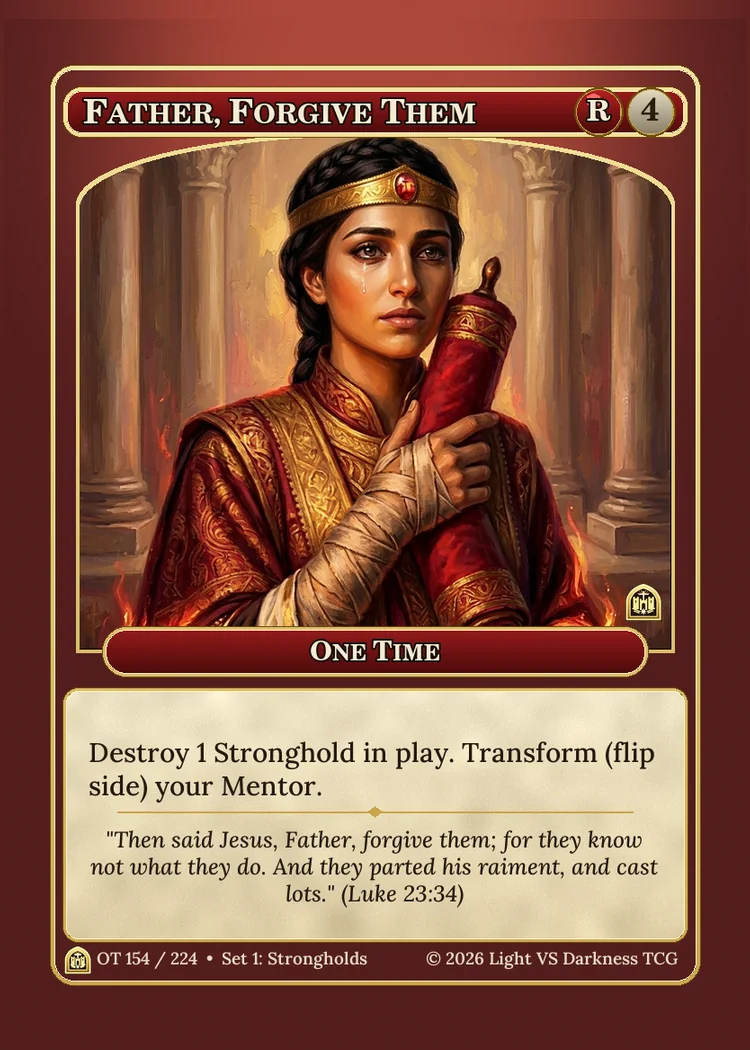 Father, Forgive Them R 4
One Time
Destroy 1 Stronghold in play. Transform (flip
side) your Mentor.
"Then said Jesus, Father, forgive them; for they know
not what they do. And they parted his raiment, and cast
lots." (Luke 23:34)
OT 154 / 224 • Set 1: Strongholds © 2026 Light VS Darkness TCG